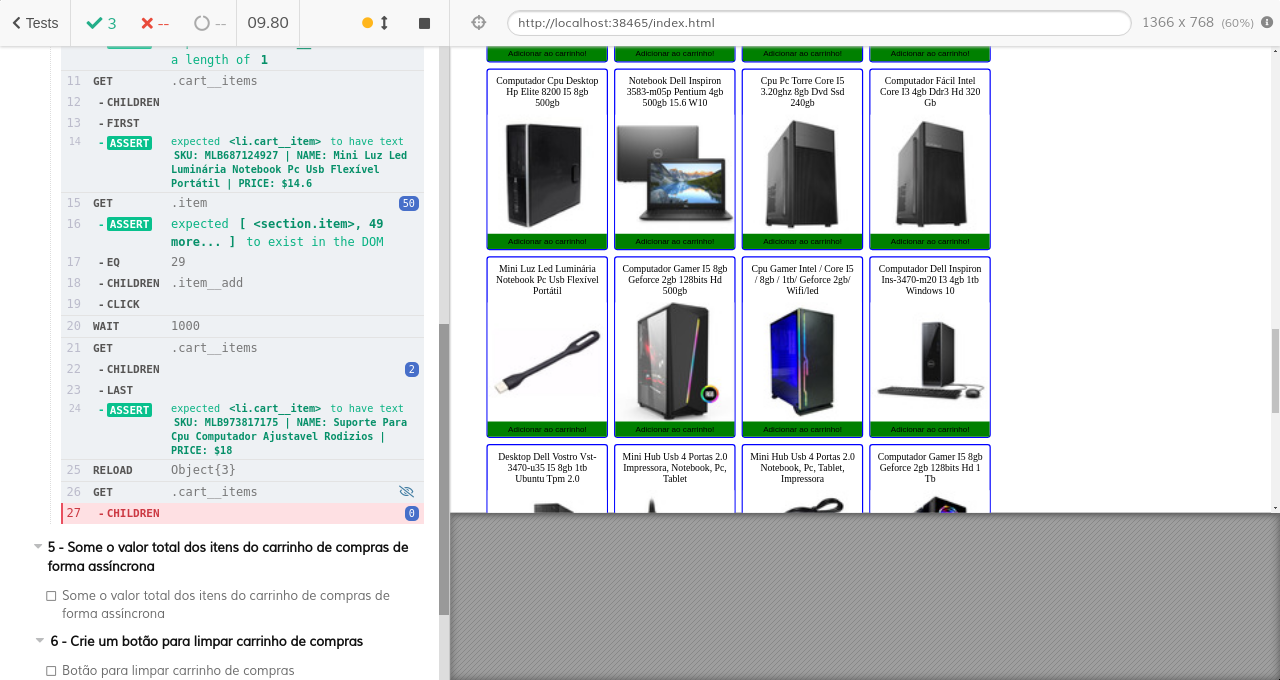 Tests
3
--
--
09.80
http://localhost:38465/index.html
1366 x 768 (60%)
a length of 1
11 GET .cart__items
12 -CHILDREN
13 -FIRST
14 -ASSERT expected <li.cart__item> to have text
SKU: MLB687124927 | NAME: Mini Luz Led
Luminária Notebook Pc Usb Flexível
Portátil | PRICE: $14.6
15 GET .item 50
16 -ASSERT expected [ <section.item>, 49
more... ] to exist in the DOM
17 -EQ 29
18 -CHILDREN .item__add
19 -CLICK
20 WAIT 1000
21 GET .cart__items
22 -CHILDREN 2
23 -LAST
24 -ASSERT expected <li.cart__item> to have text
SKU: MLB973817175 | NAME: Suporte Para
Cpu Computador Ajustavel Rodizios |
PRICE: $18
25 RELOAD Object{3}
26 GET .cart__items
27 -CHILDREN 0
5 - Some o valor total dos itens do carrinho de compras de
forma assíncrona
Some o valor total dos itens do carrinho de compras de
forma assíncrona
6 - Crie um botão para limpar carrinho de compras
Botão para limpar carrinho de compras
Adicionar ao carrinho! Adicionar ao carrinho! Adicionar ao carrinho! Adicionar ao carrinho!
Computador Cpu Desktop
Hp Elite 8200 I5 8gb
500gb
Notebook Dell Inspiron
3583-m05p Pentium 4gb
500gb 15.6 W10
Cpu Pc Torre Core I5
3.20ghz 8gb Dvd Ssd
240gb
Computador Fácil Intel
Core I3 4gb Ddr3 Hd 320
Gb
Adicionar ao carrinho! Adicionar ao carrinho! Adicionar ao carrinho! Adicionar ao carrinho!
Mini Luz Led Luminária
Notebook Pc Usb Flexível
Portátil
Computador Gamer I5 8gb
Geforce 2gb 128bits Hd
500gb
Cpu Gamer Intel / Core I5
/ 8gb / 1tb/ Geforce 2gb/
Wifi/led
Computador Dell Inspiron
Ins-3470-m20 I3 4gb 1tb
Windows 10
Adicionar ao carrinho! Adicionar ao carrinho! Adicionar ao carrinho! Adicionar ao carrinho!
Desktop Dell Vostro Vst-
3470-u35 I5 8gb 1tb
Ubuntu Tpm 2.0
Mini Hub Usb 4 Portas 2.0
Impressora, Notebook, Pc,
Tablet
Mini Hub Usb 4 Portas 2.0
Notebook, Pc, Tablet,
Impressora
Computador Gamer I5 8gb
Geforce 2gb 128bits Hd 1
Tb